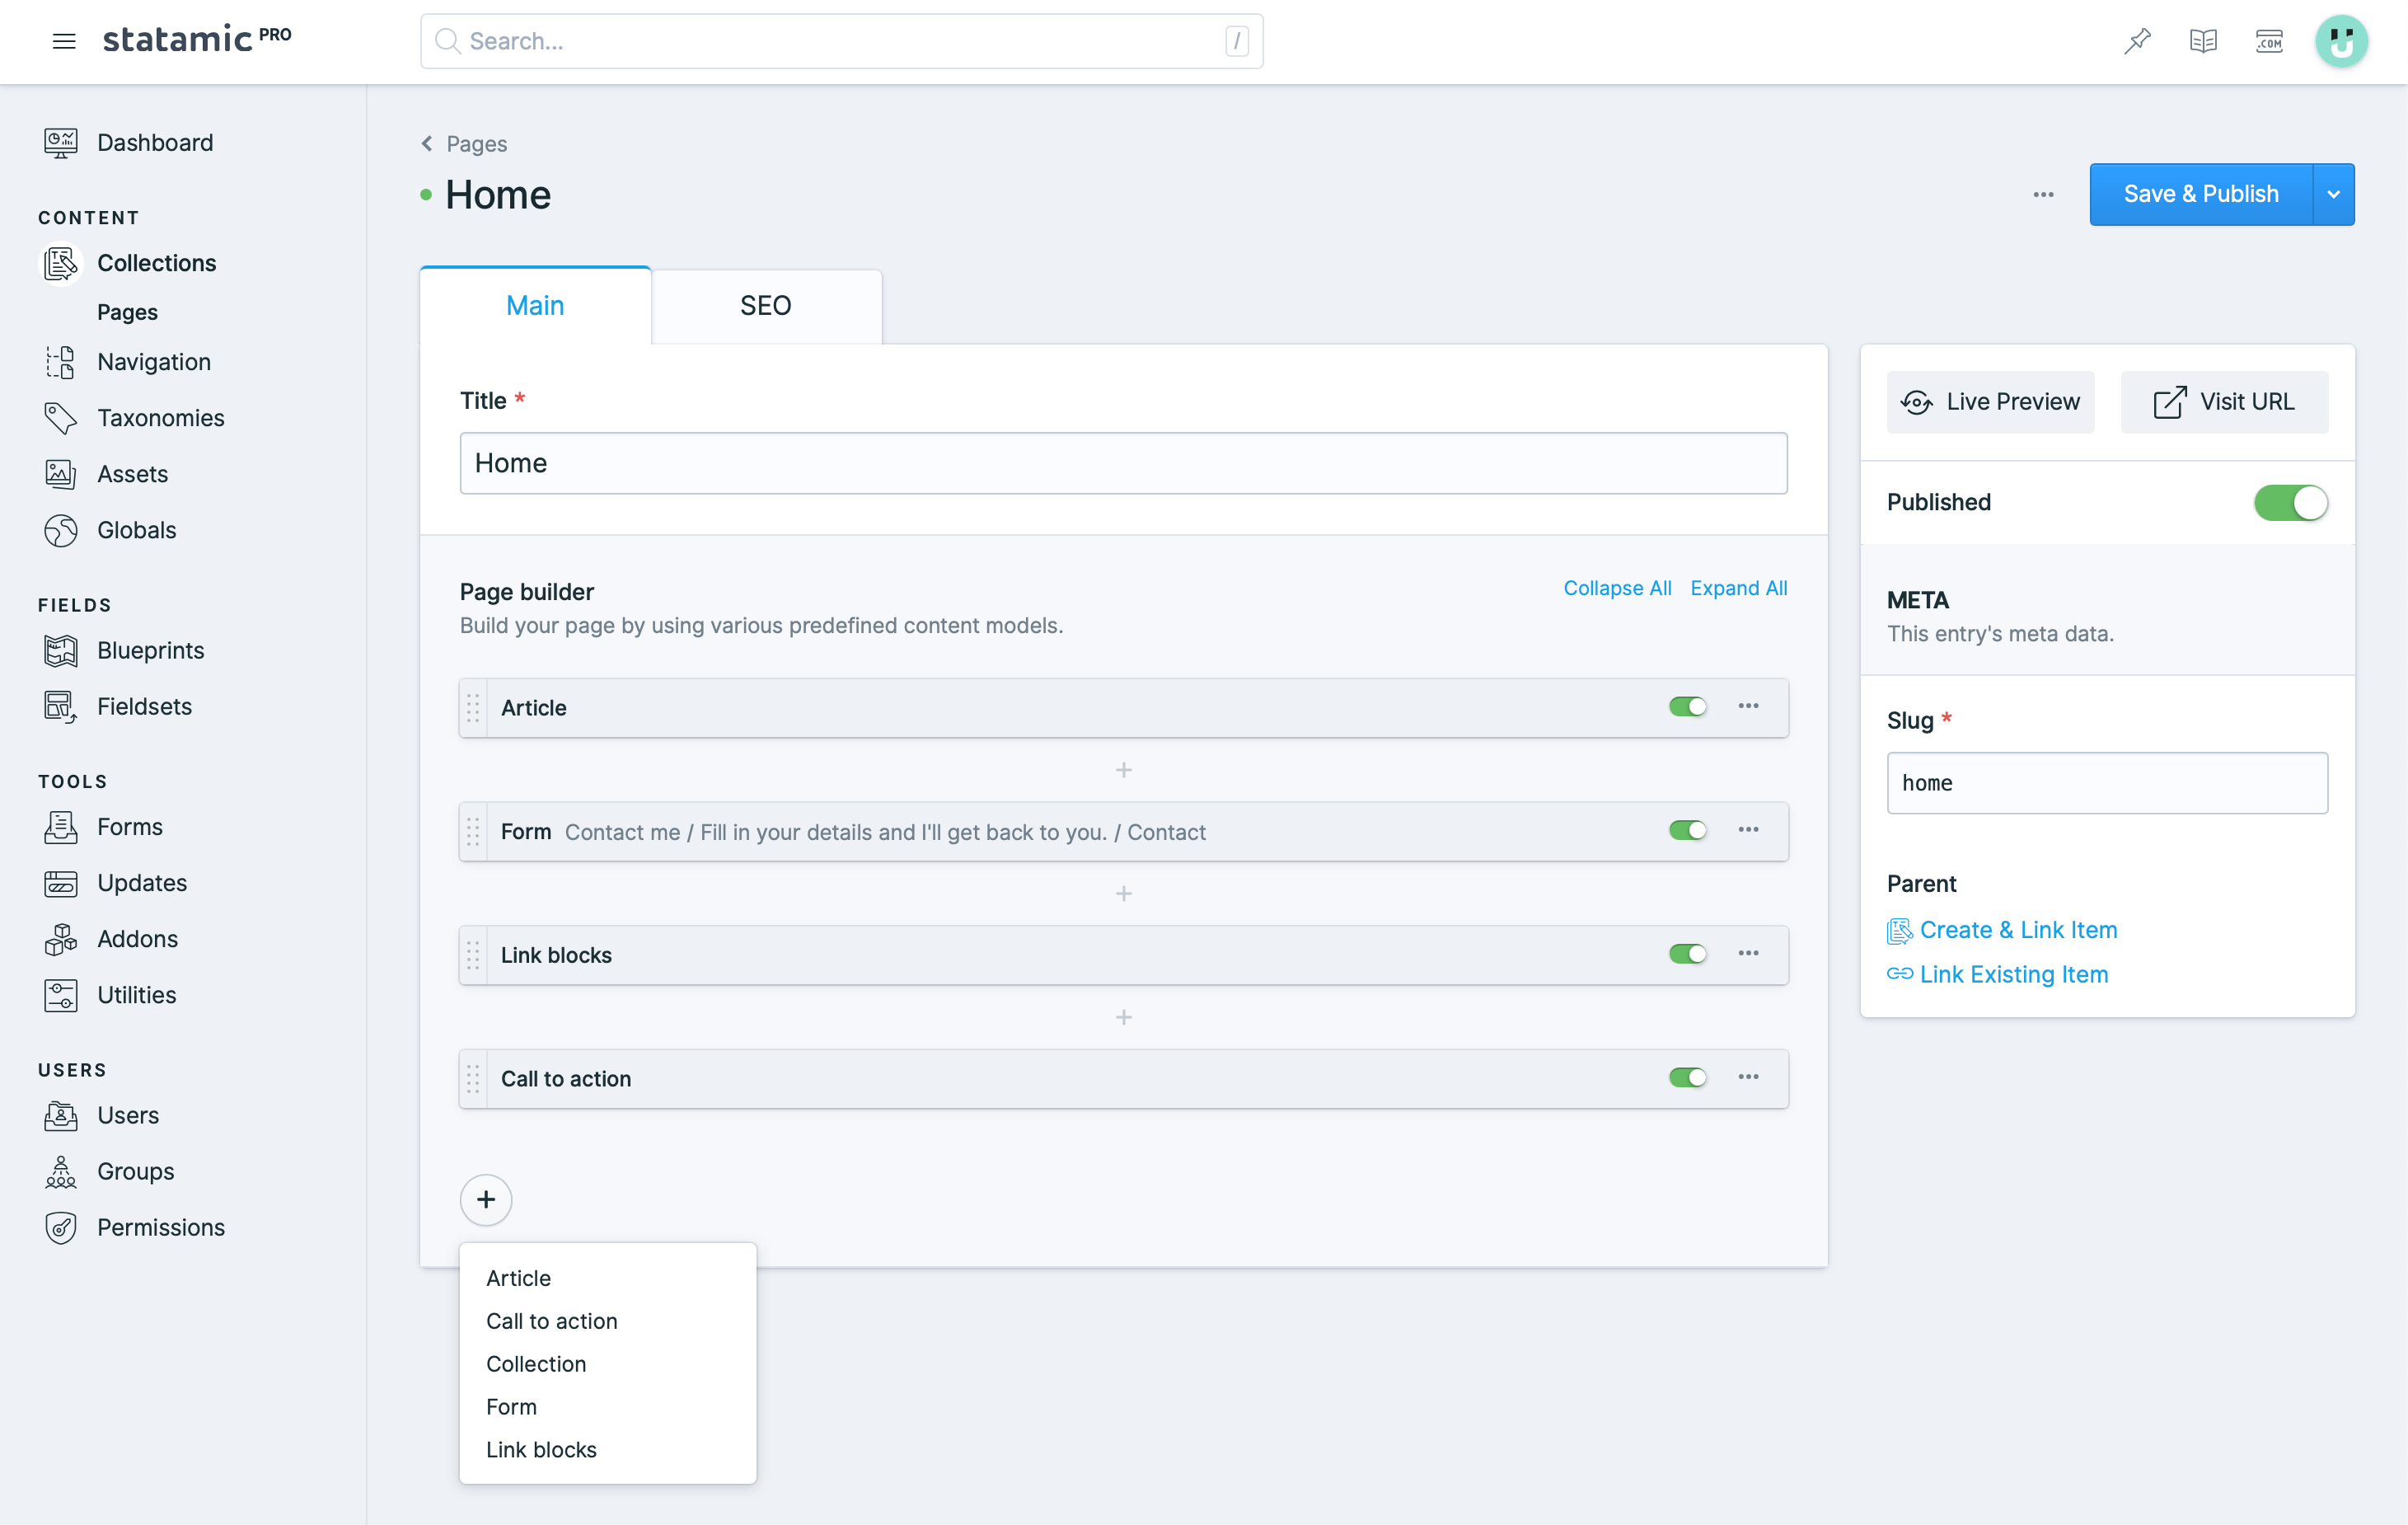 statamic PRO
Search...
/
.COM
Dashboard
CONTENT
Collections
Pages
Navigation
Taxonomies
Assets
Globals
FIELDS
Blueprints
Fieldsets
TOOLS
Forms
Updates
Addons
Utilities
USERS
Users
Groups
Permissions
Pages
Home
Save & Publish
Main
SEO
Title *
Home
Page builder
Collapse All Expand All
Build your page by using various predefined content models.
Article
Form Contact me / Fill in your details and I'll get back to you. / Contact
Link blocks
Call to action
Article
Call to action
Collection
Form
Link blocks
Live Preview
Visit URL
Published
META
This entry's meta data.
Slug *
home
Parent
Create & Link Item
Link Existing Item